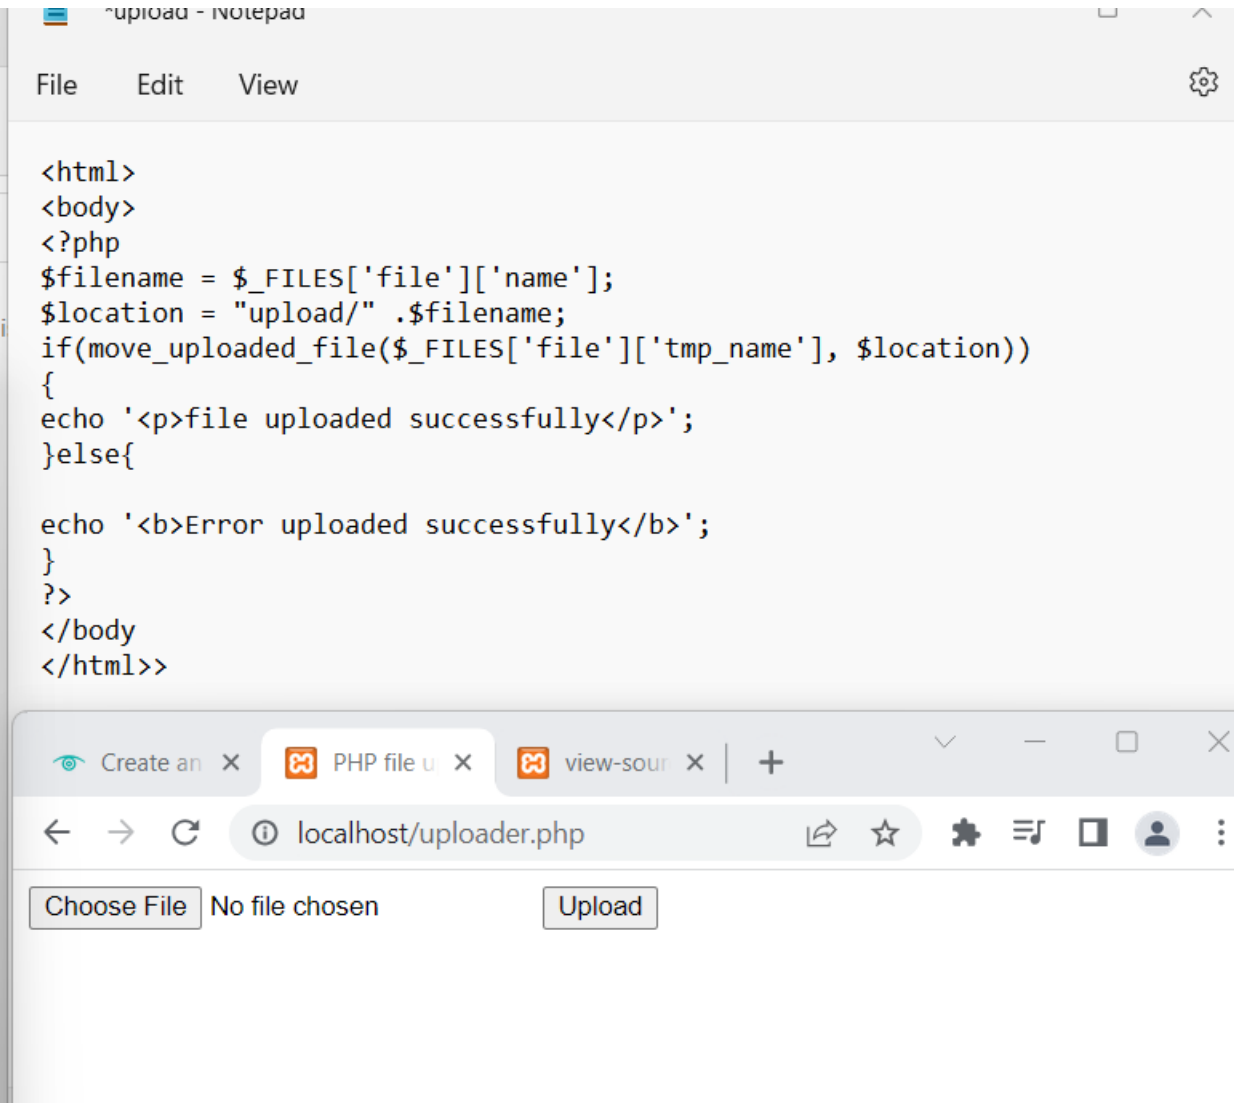 *upload - Notepad
File Edit View
<html>
<body>
<?php
$filename = $_FILES['file']['name'];
$location = "upload/" .$filename;
if(move_uploaded_file($_FILES['file']['tmp_name'], $location))
{
echo '<p>file uploaded successfully</p>';
}else{
echo '<b>Error uploaded successfully</b>';
}
?>
</body
</html>>
Create an PHP file u view-sour
localhost/uploader.php
Choose File No file chosen Upload